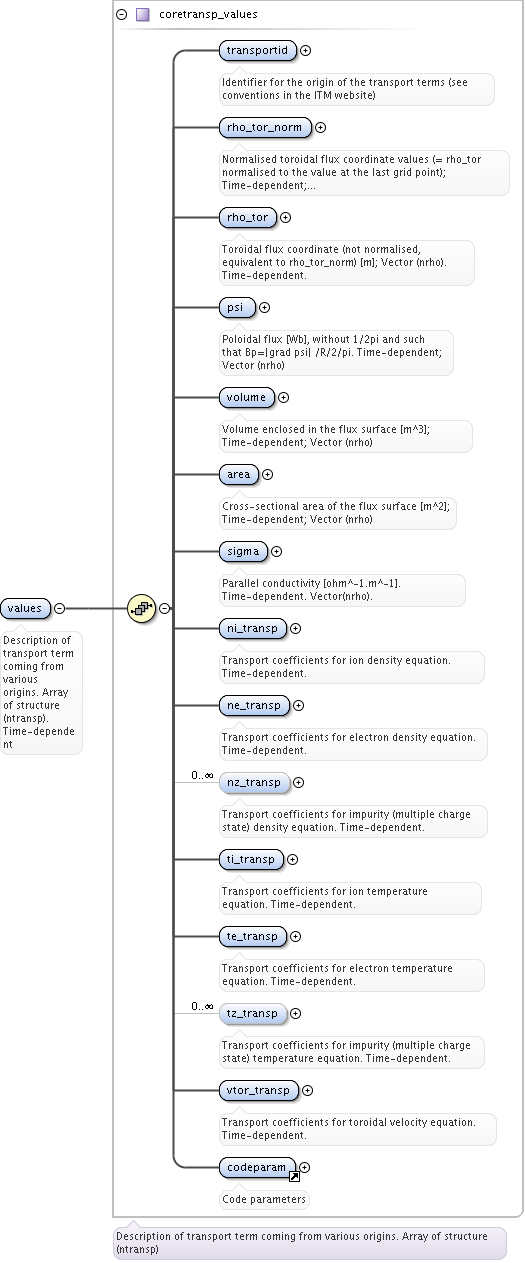 coretransp_values
transportid
Identifier for the origin of the transport terms (see
conventions in the ITM website)
rho_tor_norm
Normalised toroidal flux coordinate values (= rho_tor
normalised to the value at the last grid point);
Time-dependent;...
rho_tor
Toroidal flux coordinate (not normalised,
equivalent to rho_tor_norm) [m]; Vector (nrho).
Time-dependent.
psi
Poloidal flux [Wb], without 1/2pi and such
that Bp=|grad psi| /R/2/pi. Time-dependent;
Vector (nrho)
volume
Volume enclosed in the flux surface [m^3];
Time-dependent; Vector (nrho)
area
Cross-sectional area of the flux surface [m^2];
Time-dependent; Vector (nrho)
sigma
Parallel conductivity [ohm^-1.m^-1].
Time-dependent. Vector(nrho).
values
Description of
transport term
coming from
various
origins. Array
of structure
(ntransp).
Time-depende
nt
ni_transp
Transport coefficients for ion density equation.
Time-dependent.
ne_transp
Transport coefficients for electron density equation.
Time-dependent.
0..∞
nz_transp
Transport coefficients for impurity (multiple charge
state) density equation. Time-dependent.
ti_transp
Transport coefficients for ion temperature
equation. Time-dependent.
te_transp
Transport coefficients for electron temperature
equation. Time-dependent.
0..∞
tz_transp
Transport coefficients for impurity (multiple charge
state) temperature equation. Time-dependent.
vtor_transp
Transport coefficients for toroidal velocity equation.
Time-dependent.
codeparam
Code parameters
Description of transport term coming from various origins. Array of structure
(ntransp)